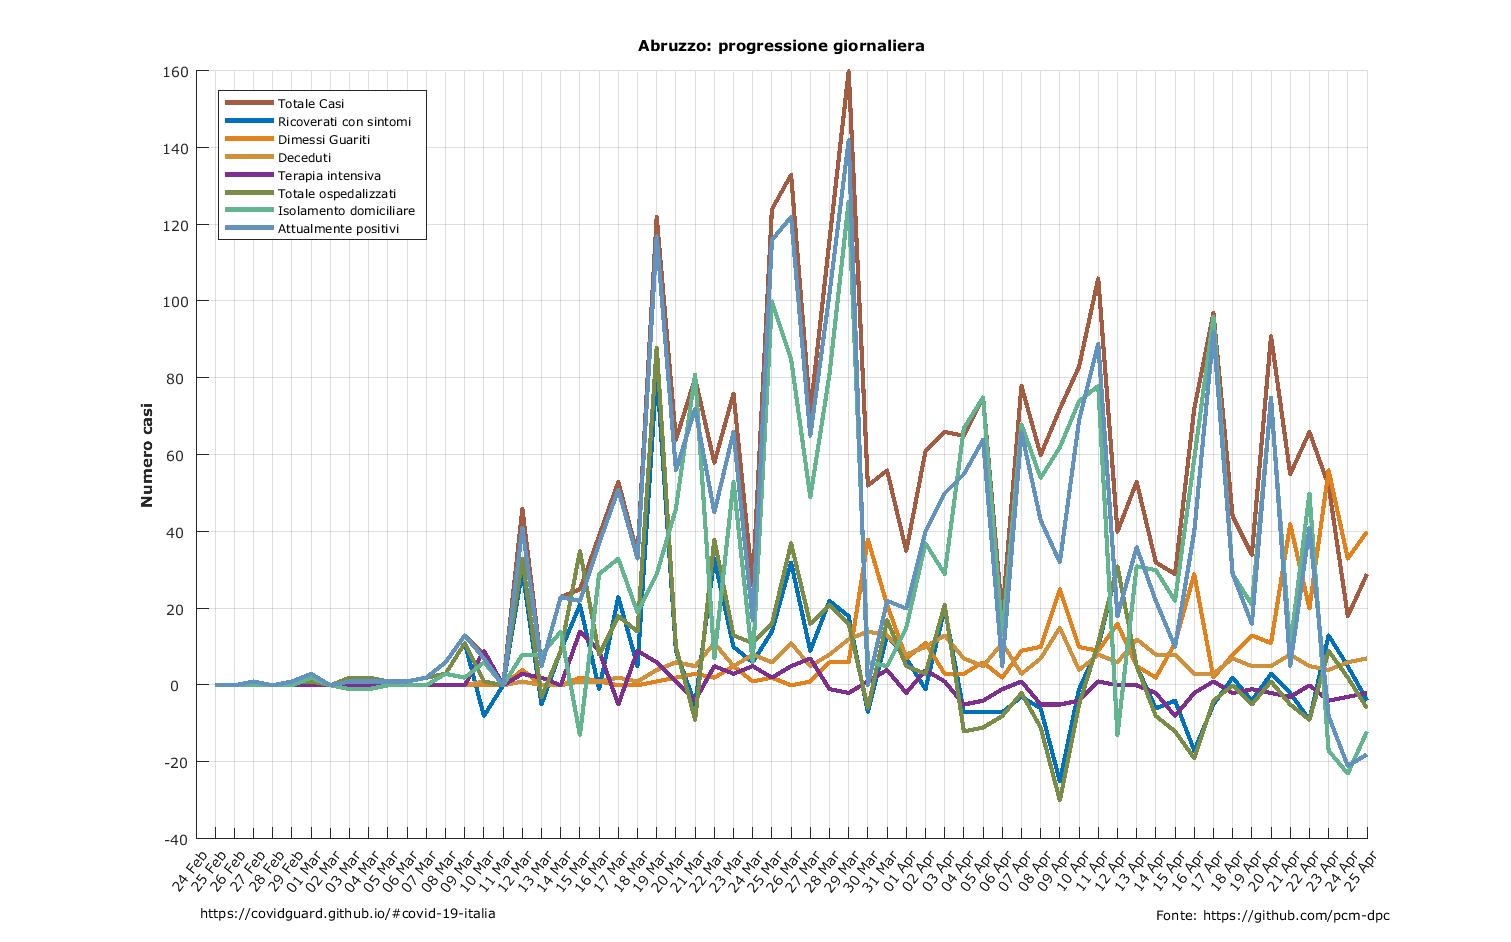 Abruzzo: progressione giornaliera
160
140
120
100
80
60
40
20
0
-20
-40
Numero casi
Totale Casi
Ricoverati con sintomi
Dimessi Guariti
Deceduti
Terapia intensiva
Totale ospedalizzati
Isolamento domiciliare
Attualmente positivi
24 Feb
25 Feb
26 Feb
27 Feb
28 Feb
29 Feb
01 Mar
02 Mar
03 Mar
04 Mar
05 Mar
06 Mar
07 Mar
08 Mar
09 Mar
10 Mar
11 Mar
12 Mar
13 Mar
14 Mar
15 Mar
16 Mar
17 Mar
18 Mar
19 Mar
20 Mar
21 Mar
22 Mar
23 Mar
24 Mar
25 Mar
26 Mar
27 Mar
28 Mar
29 Mar
30 Mar
31 Mar
01 Apr
02 Apr
03 Apr
04 Apr
05 Apr
06 Apr
07 Apr
08 Apr
09 Apr
10 Apr
11 Apr
12 Apr
13 Apr
14 Apr
15 Apr
16 Apr
17 Apr
18 Apr
19 Apr
20 Apr
21 Apr
22 Apr
23 Apr
24 Apr
25 Apr
https://covidguard.github.io/#covid-19-italia
Fonte: https://github.com/pcm-dpc